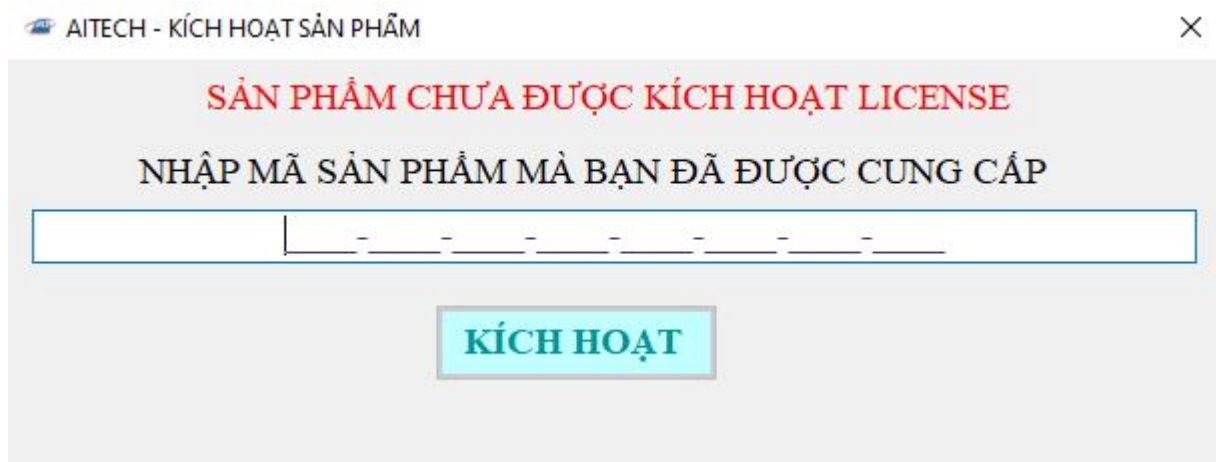 AITECH - KÍCH HOẠT SẢN PHẨM
SẢN PHẨM CHƯA ĐƯỢC KÍCH HOẠT LICENSE
NHẬP MÃ SẢN PHẨM MÀ BẠN ĐÃ ĐƯỢC CUNG CẤP
____-____-____-____-____-____-____-____
KÍCH HOẠT